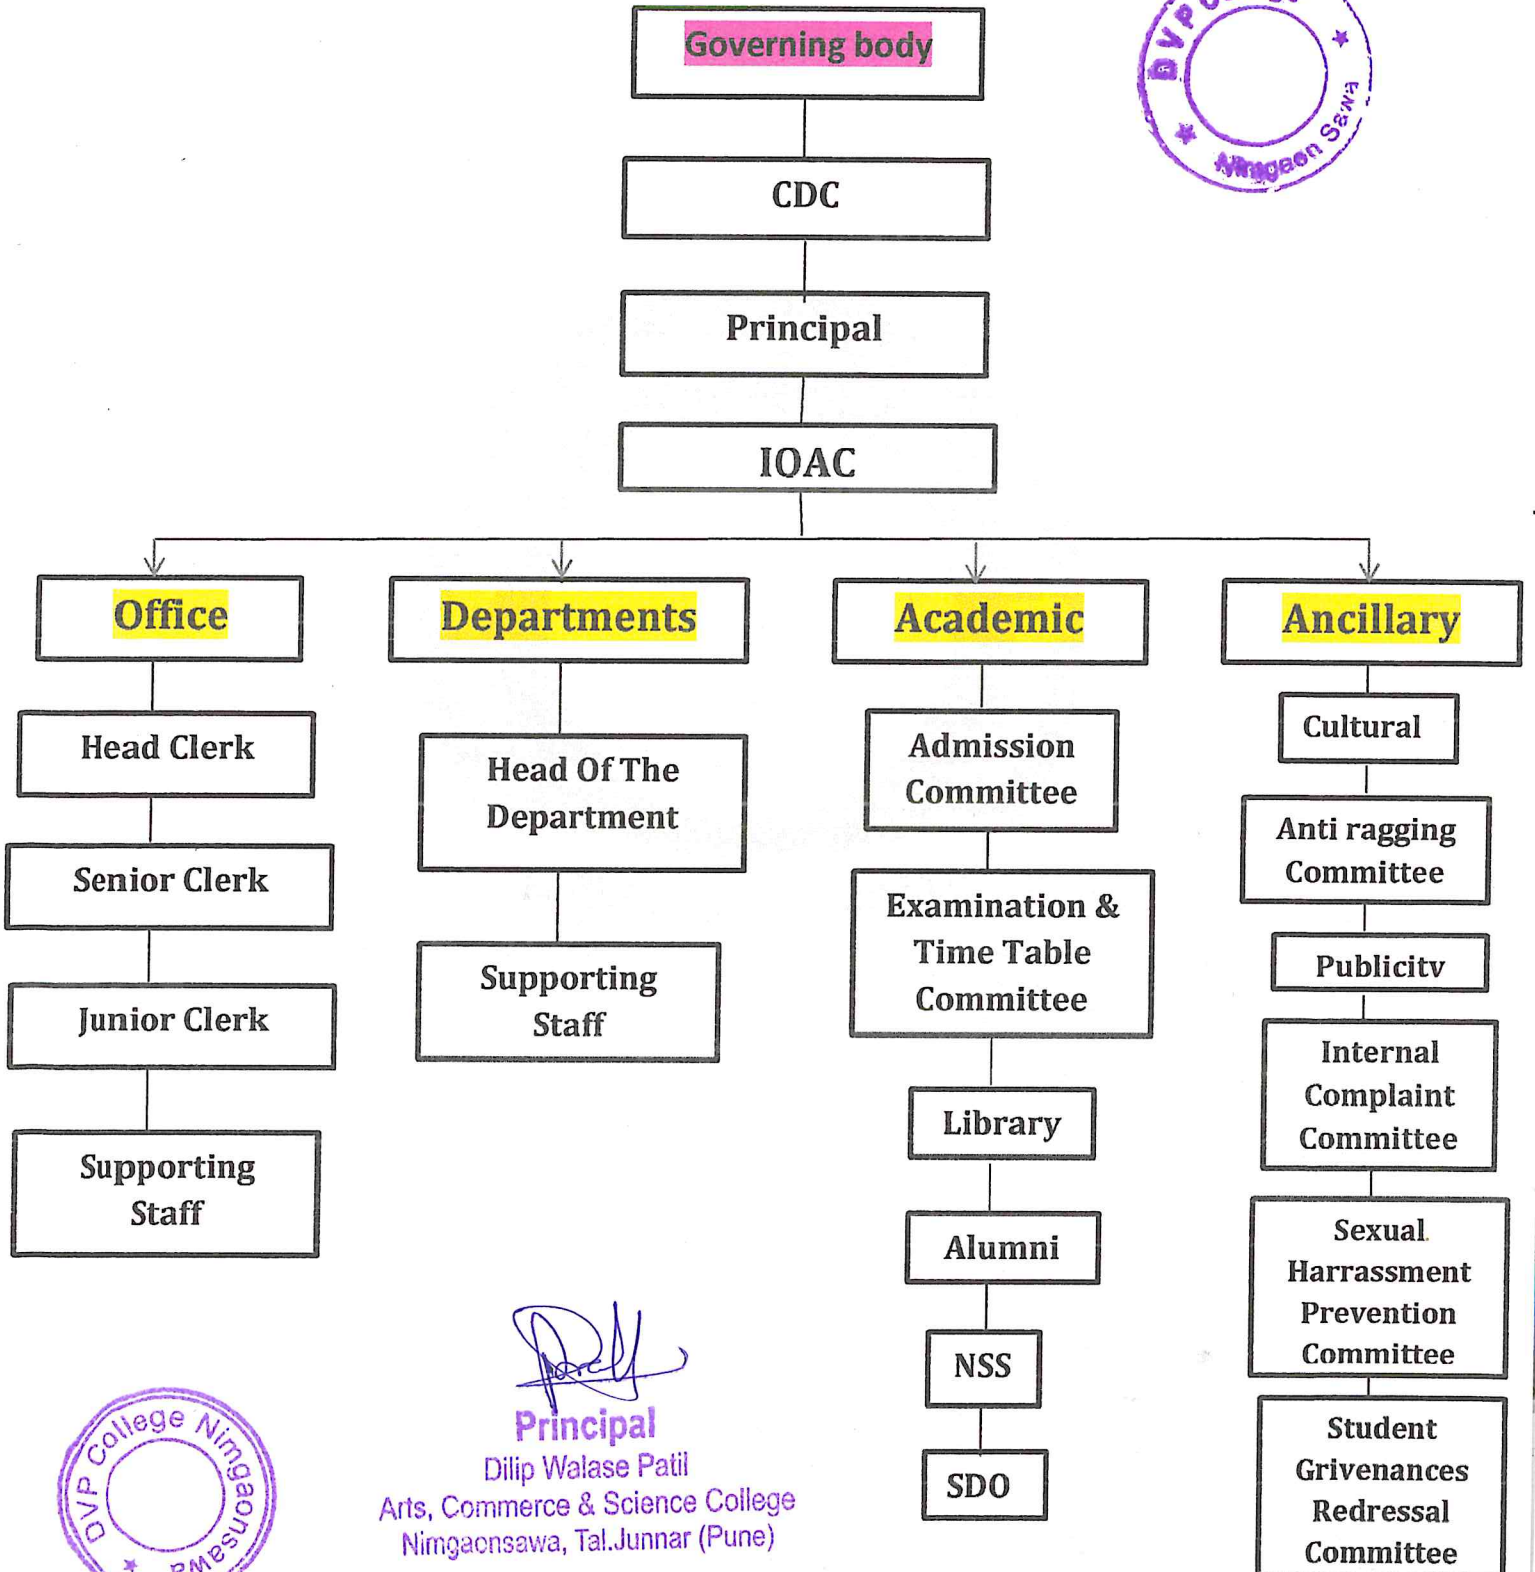 Governing body
CDC
Principal
IQAC
Office
Departments
Academic
Ancillary
Head Clerk
Senior Clerk
Junior Clerk
Supporting
Staff
Head Of The
Department
Supporting
Staff
Admission
Committee
Examination &
Time Table
Committee
Library
Alumni
NSS
SDO
Cultural
Anti ragging
Committee
Publicity
Internal
Complaint
Committee
Sexual
Harrassment
Prevention
Committee
Student
Grivenances
Redressal
Committee
DVP
Nimgaon Sawa
DVP College Nimgaonsawa
Principal
Dilip Walase Patil
Arts, Commerce & Science College
Nimgaonsawa, Tal.Junnar (Pune)